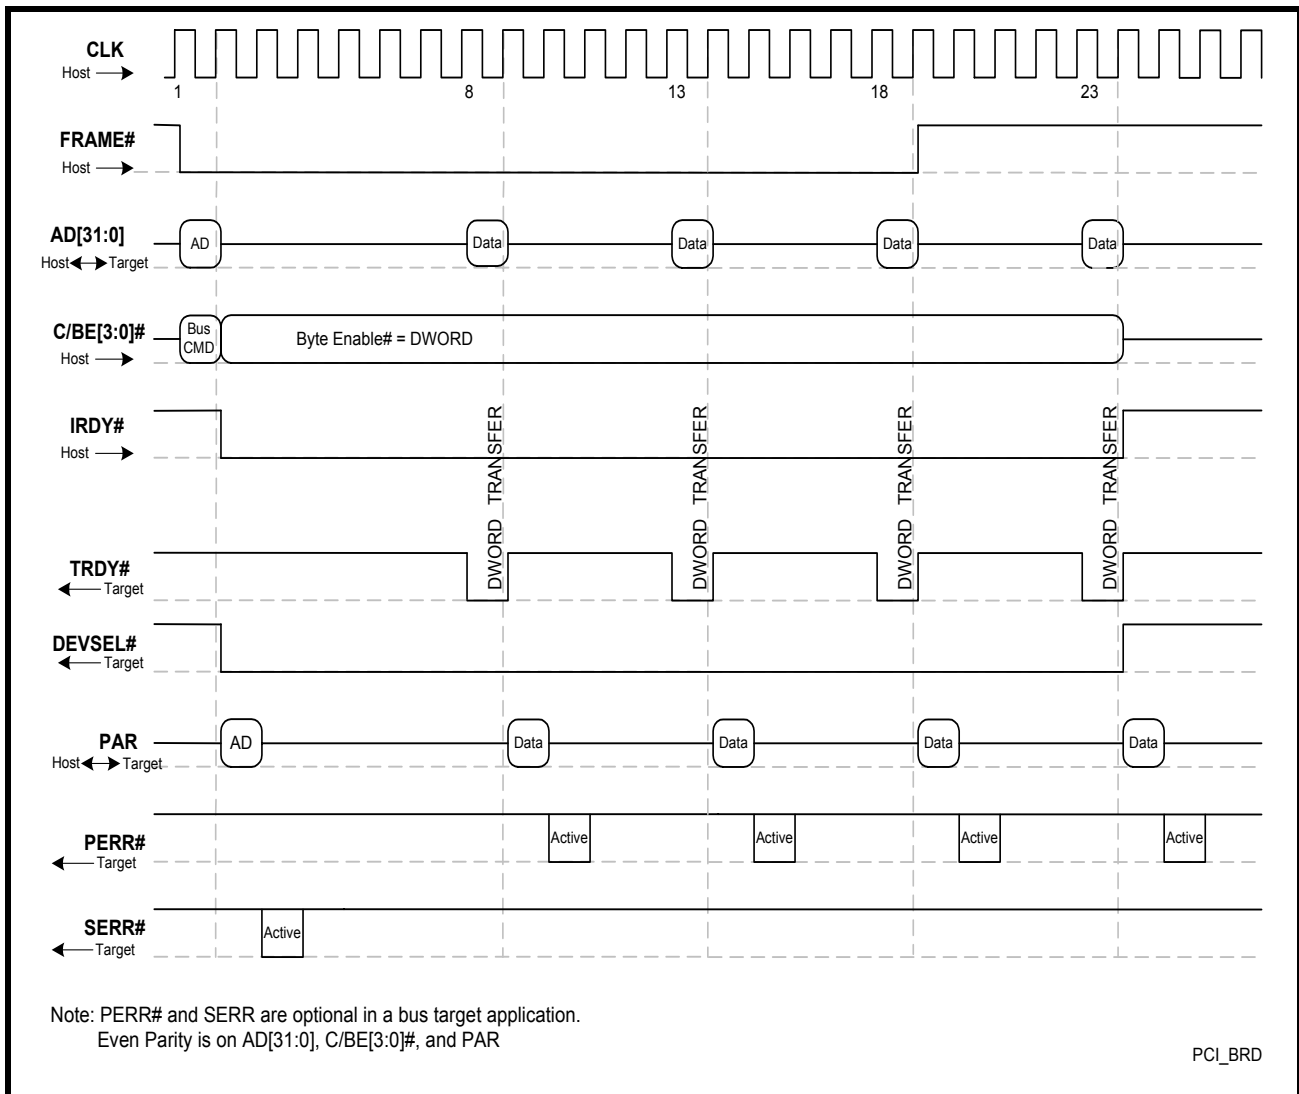 CLK
Host
1 8 13 18 23
FRAME#
Host
AD[31:0]
Host Target
AD Data Data Data Data
C/BE[3:0]#
Host
Bus
CMD
Byte Enable# = DWORD
IRDY#
Host
DWORD TRANSFER
DWORD TRANSFER
DWORD TRANSFER
DWORD TRANSFER
TRDY#
Target
DEVSEL#
Target
PAR
Host Target
AD Data Data Data Data
PERR#
Target
Active Active Active Active
SERR#
Target
Active
Note: PERR# and SERR are optional in a bus target application.
Even Parity is on AD[31:0], C/BE[3:0]#, and PAR
PCI_BRD